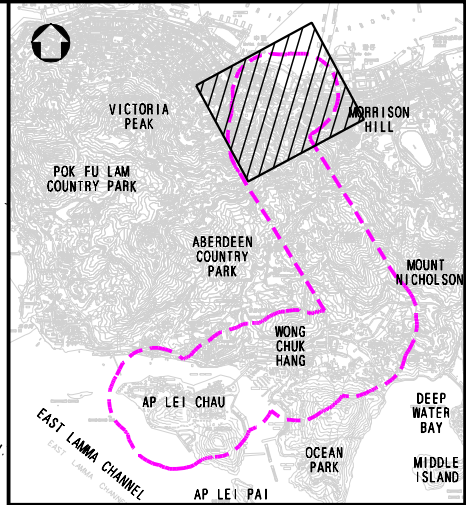 VICTORIA
PEAK
MORRISON
HILL
POK FU LAM
COUNTRY PARK
ABERDEEN
COUNTRY
PARK
MOUNT
NICHOLSON
WONG
CHUK
HANG
AP LEI CHAU
DEEP
WATER
BAY
EAST LAMMA CHANNEL
EAST LAMMA CHANNEL
OCEAN
PARK
MIDDLE
ISLAND
AP LEI PAI